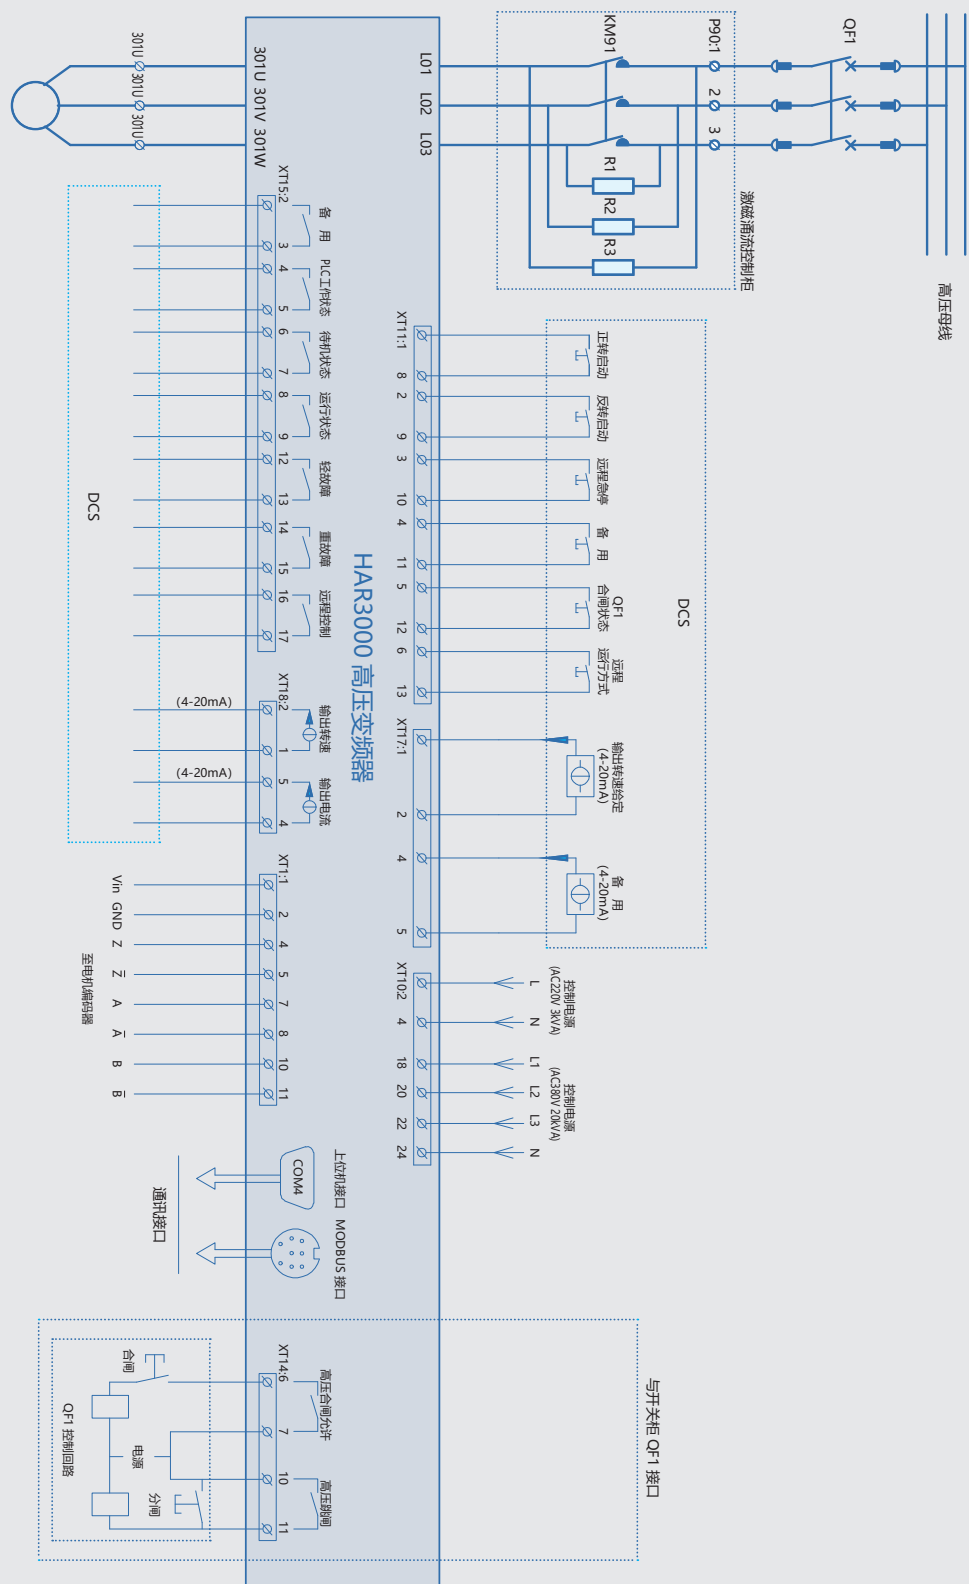 高压母线
QF1
P90:1
2
3
KM91
R1
R2
R3
激磁涌流控制柜
L01
L02
L03
301U
301V
301W
301U
301U
301U
HAR3000 高压变频器
DCS
正转启动
反转启动
远程急停
备 用
QF1
合闸状态
远程
运行方式
输出转速给定
(4-20mA)
备 用
(4-20mA)
XT11:1
8
2
9
3
10
4
11
5
12
6
13
XT17:1
2
4
5
控制电源
(AC220V 3kVA)
L
N
控制电源
(AC380V 20kVA)
L1
L2
L3
N
XT10:2
4
18
20
22
24
备 用
PLC工作状态
待机状态
运行状态
轻故障
重故障
远程控制
XT15:2
3
4
5
6
7
8
9
12
13
14
15
16
17
输出转速
输出电流
XT18:2
1
5
4
(4-20mA)
(4-20mA)
DCS
XT1:1
2
4
5
7
8
10
11
Vin
GND
Z
Z̅
A
A̅
B
B̅
至电机编码器
上位机接口
MODBUS 接口
COM4
通讯接口
与开关柜 QF1 接口
高压合闸允许
高压跳闸
XT14:6
7
10
11
合闸
电源
分闸
QF1 控制回路